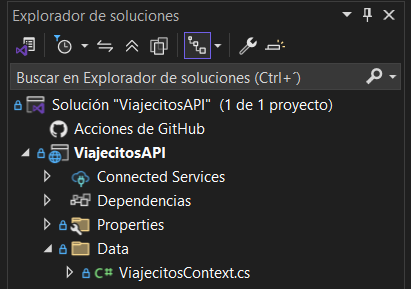 Explorador de soluciones
Buscar en Explorador de soluciones (Ctrl+´)
Solución "ViajecitosAPI" (1 de 1 proyecto)
Acciones de GitHub
ViajecitosAPI
Connected Services
Dependencias
Properties
Data
C# ViajecitosContext.cs